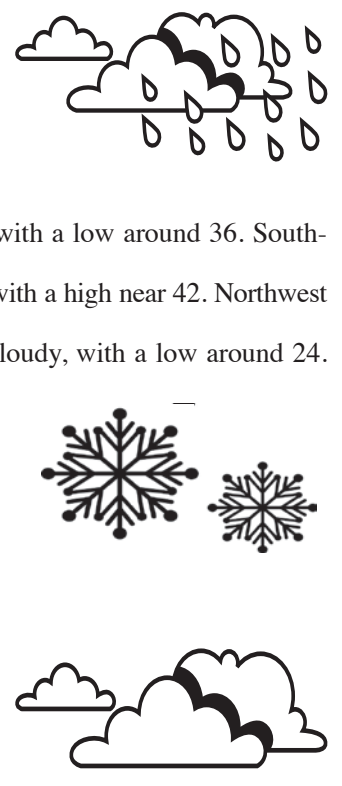 with a low around 36. South-
with a high near 42. Northwest
loudy, with a low around 24.